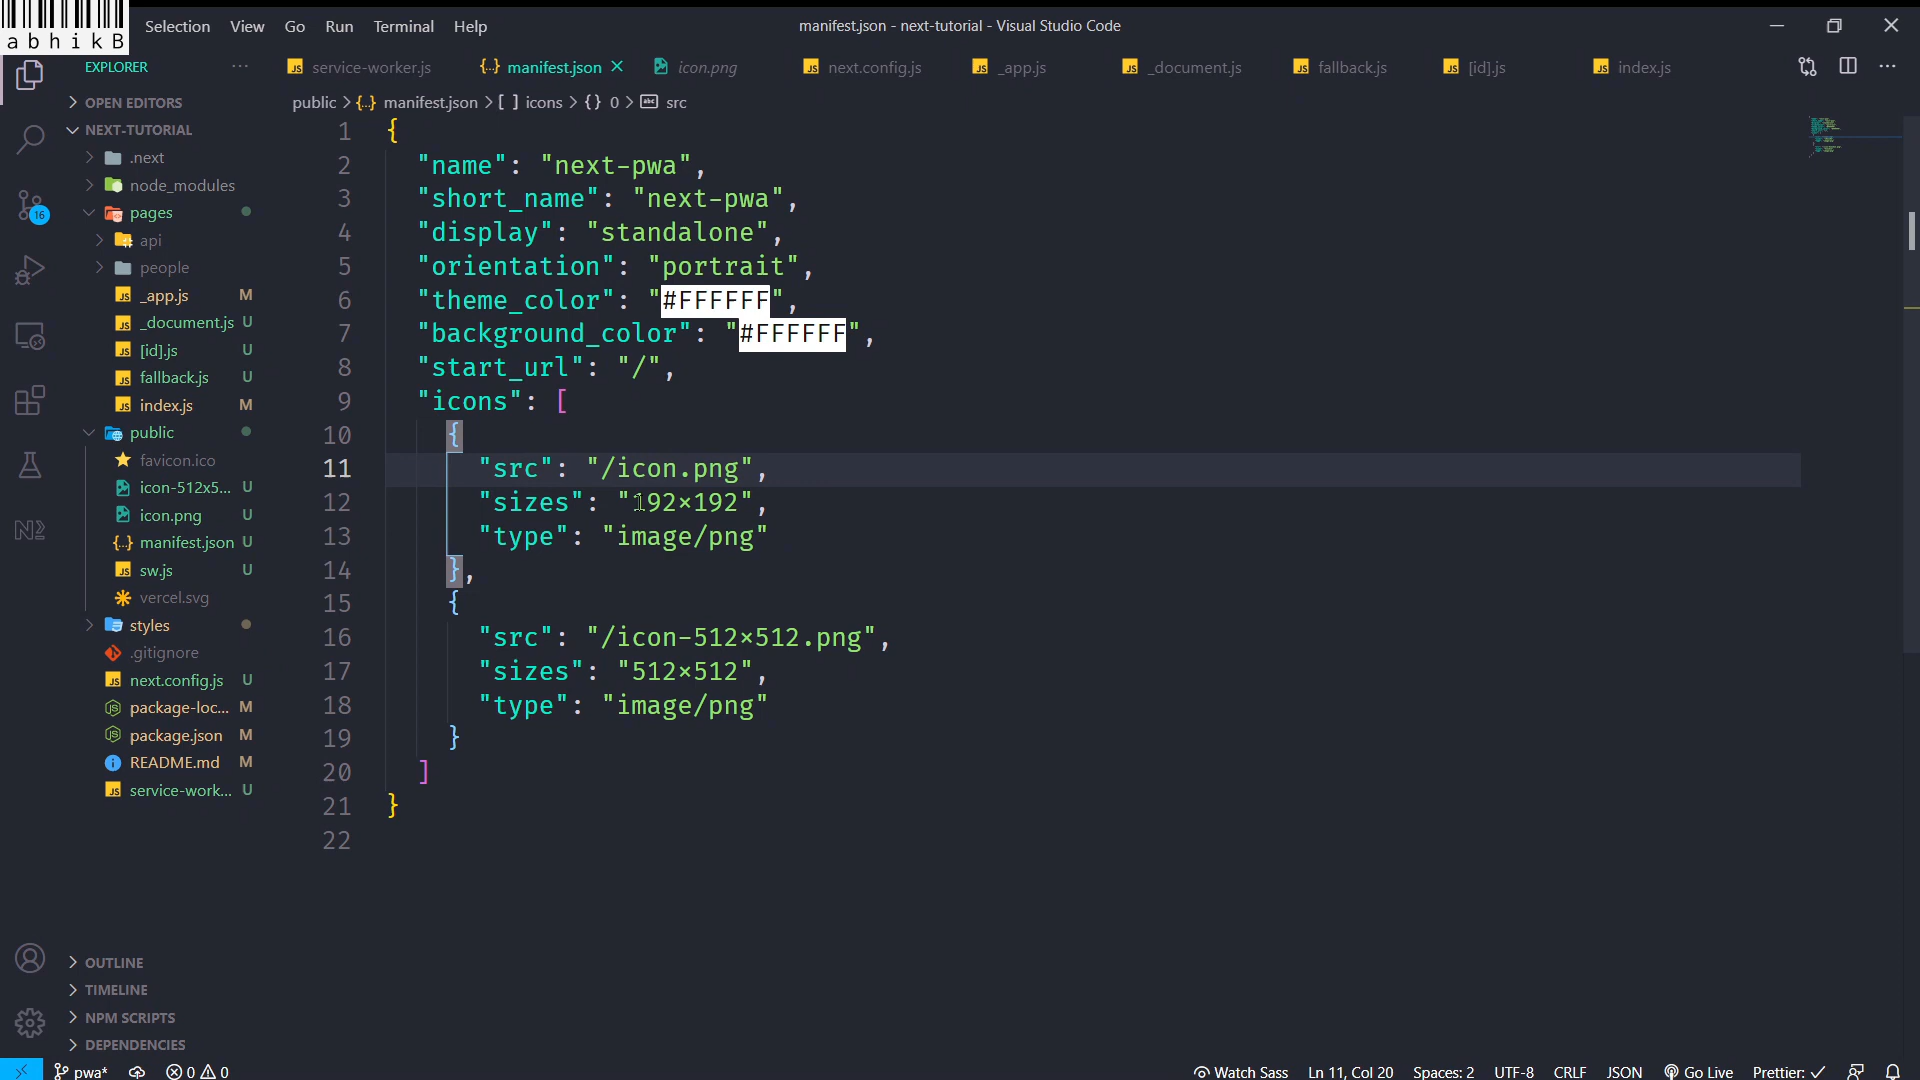 abhikB
Selection View Go Run Terminal Help
manifest.json - next-tutorial - Visual Studio Code
EXPLORER
service-worker.js
manifest.json
icon.png
next.config.js
_app.js
_document.js
fallback.js
[id].js
index.js
public > manifest.json > [ ] icons > {} 0 > src
OPEN EDITORS
NEXT-TUTORIAL
.next
node_modules
pages
api
people
_app.js M
_document.js U
[id].js U
fallback.js U
index.js M
public
favicon.ico
icon-512x5... U
icon.png U
manifest.json U
sw.js U
vercel.svg
styles
.gitignore
next.config.js U
package-loc... M
package.json M
README.md M
service-work... U
OUTLINE
TIMELINE
NPM SCRIPTS
DEPENDENCIES
16
1 {
2 "name": "next-pwa",
3 "short_name": "next-pwa",
4 "display": "standalone",
5 "orientation": "portrait",
6 "theme_color": "#FFFFFF",
7 "background_color": "#FFFFFF",
8 "start_url": "/",
9 "icons": [
10 {
11 "src": "/icon.png",
12 "sizes": "192×192",
13 "type": "image/png"
14 },
15 {
16 "src": "/icon-512×512.png",
17 "sizes": "512×512",
18 "type": "image/png"
19 }
20 ]
21 }
22
pwa* 0 0 Watch Sass Ln 11, Col 20 Spaces: 2 UTF-8 CRLF JSON Go Live Prettier: ✓